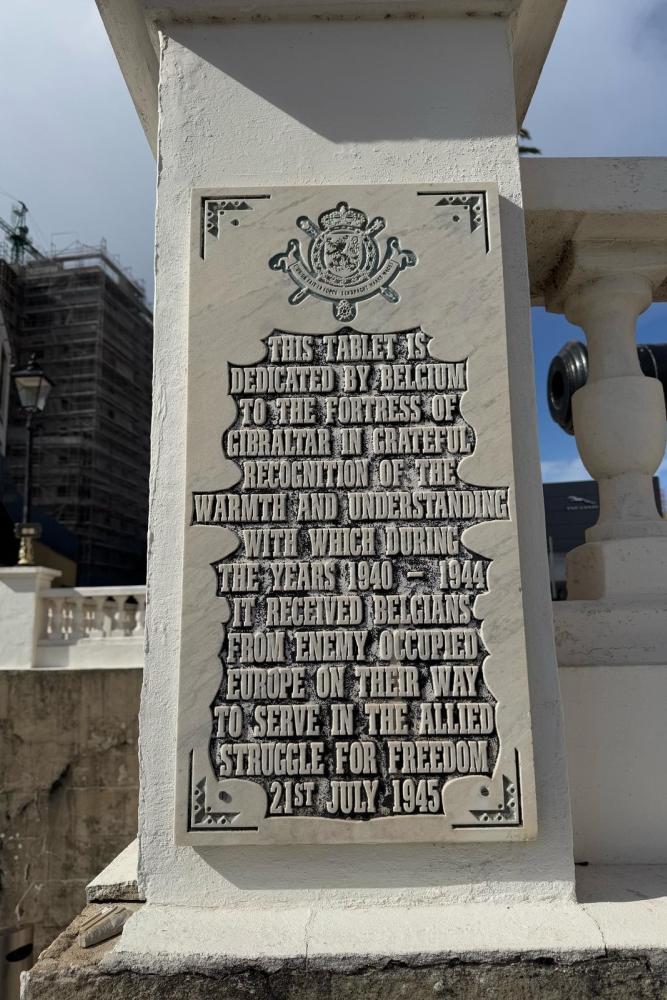 THIS TABLET IS
DEDICATED BY BELGIUM
TO THE FORTRESS OF
GIBRALTAR IN GRATEFUL
RECOGNITION OF THE
WARMTH AND UNDERSTANDING
WITH WHICH DURING
THE YEARS 1940 - 1944
IT RECEIVED BELGIANS
FROM ENEMY OCCUPIED
EUROPE ON THEIR WAY
TO SERVE IN THE ALLIED
STRUGGLE FOR FREEDOM
21ST JULY 1945